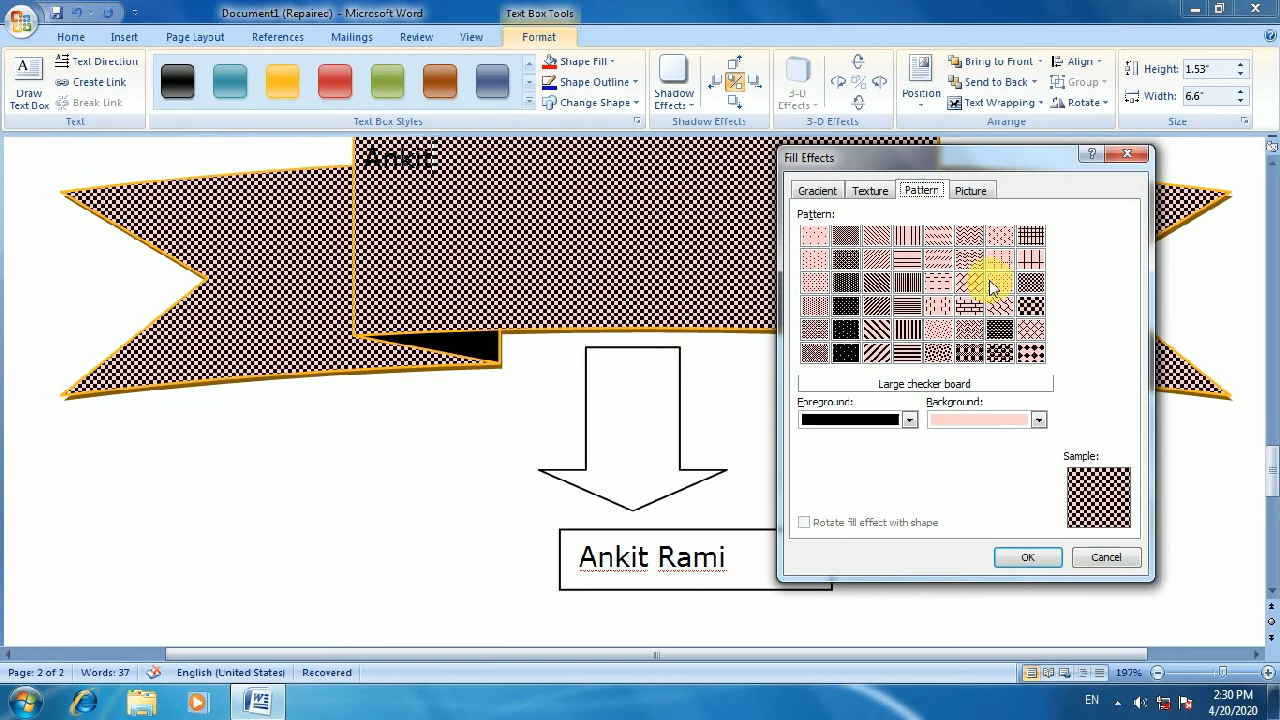 Document1 (Repaired) - Microsoft Word
Text Box Tools
Home
Insert
Page Layout
References
Mailings
Review
View
Format
Draw
Text Box
Text Direction
Create Link
Break Link
Text
Text Box Styles
Shape Fill
Shape Outline
Change Shape
Shadow
Effects
Shadow Effects
3-D
Effects
3-D Effects
Position
Bring to Front
Send to Back
Text Wrapping
Align
Group
Rotate
Arrange
Height: 1.53"
Width: 6.6"
Size
Ankit
Fill Effects
Gradient
Texture
Pattern
Picture
Pattern:
Large checker board
Foreground:
Background:
Sample:
Rotate fill effect with shape
OK
Cancel
Ankit Rami
Page: 2 of 2
Words: 37
English (United States)
Recovered
197%
EN
2:30 PM
4/20/2020